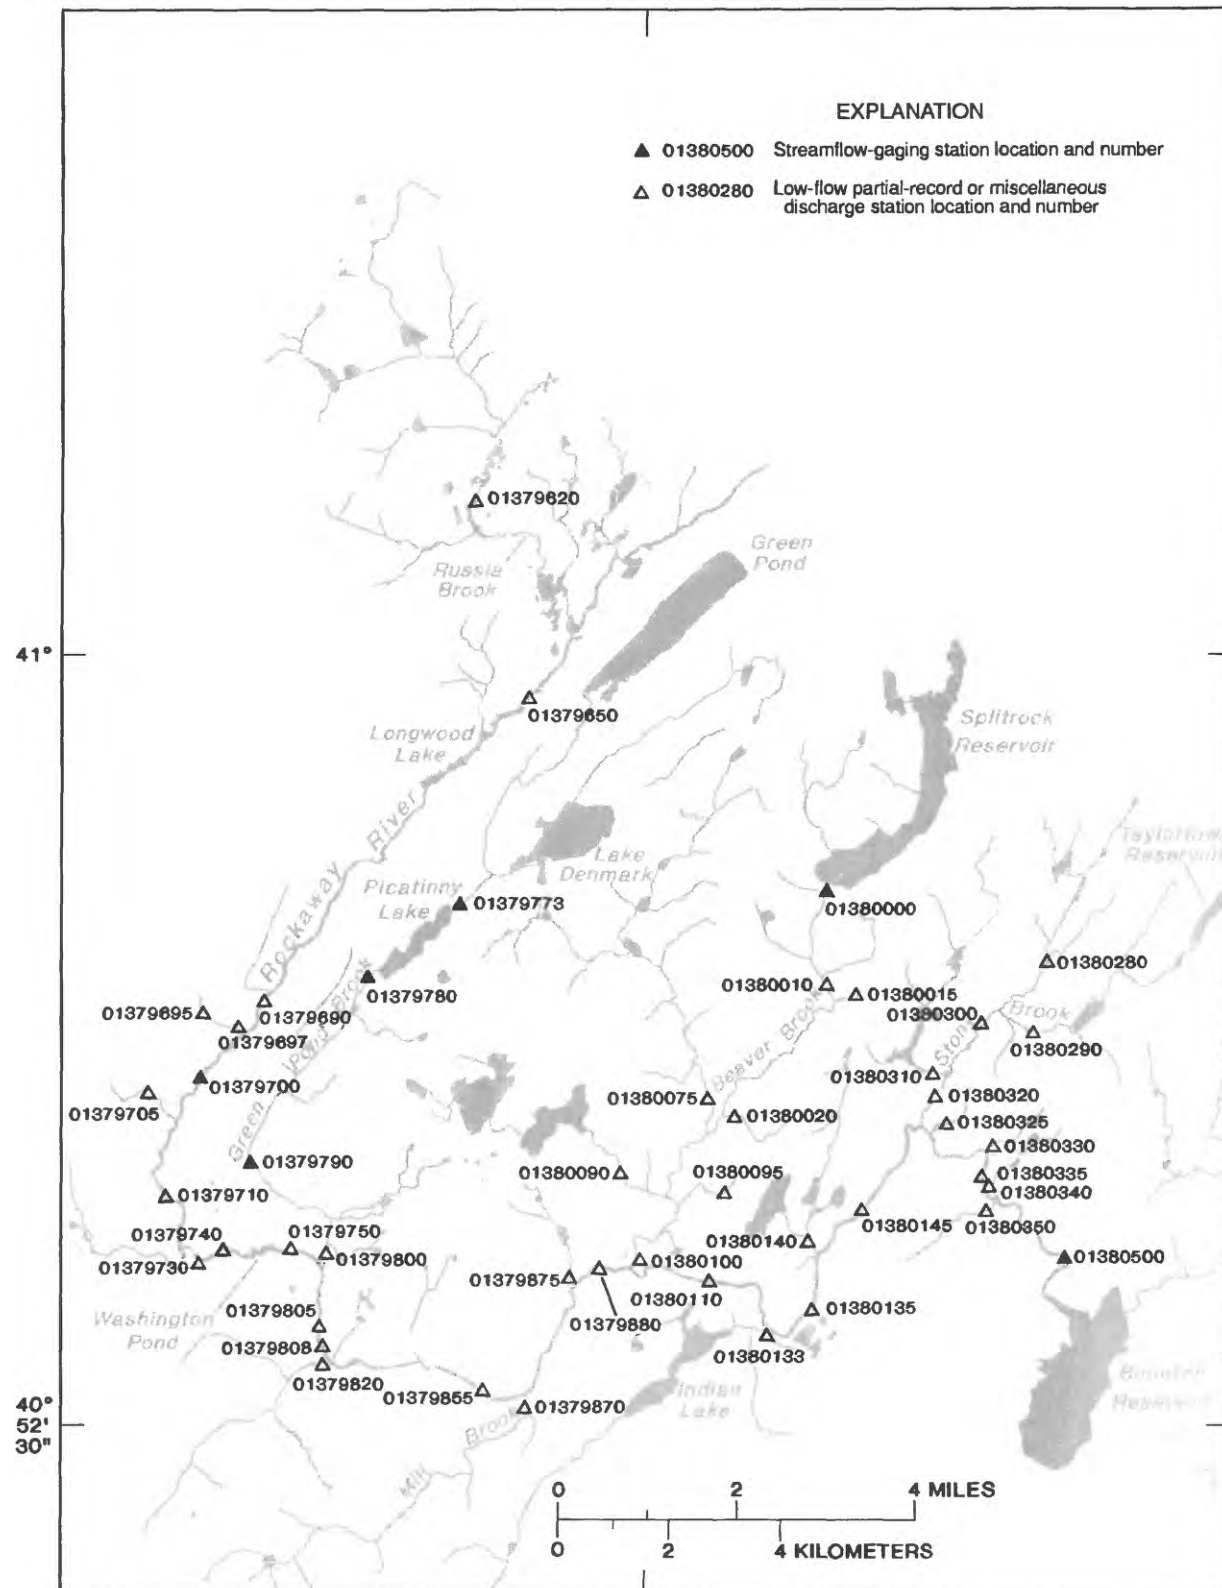 EXPLANATION
▲ 01380500 Streamflow-gaging station location and number
△ 01380280 Low-flow partial-record or miscellaneous
discharge station location and number
01379620
Green
Pond
Russia
Brook
41°
01379650
Longwood
Lake
Splitrock
Reservoir
Rockaway River
Lake
Denmark
Taylortown
Reservoir
Picatinny
Lake
01379773
01380000
01379780
01380280
01380010
01380015
01379695
01379690
01379697
01380300
Stony Brook
01380290
Green Pond Brook
Beaver Brook
01379700
01380310
01379705
01380075
01380020
01380320
01380325
01380330
01379790
01380090
01380095
01380335
01380340
01379710
01380145
01380350
01379740
01379750
01379800
01380140
01379730
01380100
01380500
01379875
01380110
01379880
01380135
Washington
Pond
01379805
01379808
01380133
01379820
01379855
01379870
Indian
Lake
Boonton
Reservoir
40°
52'
30"
Mill Brook
0 2 4 MILES
0 2 4 KILOMETERS